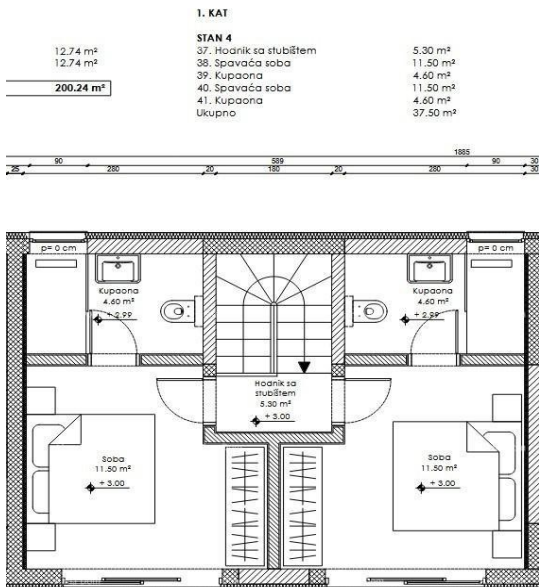 1. KAT
STAN 4
12.74 m² 37. Hodnik sa stubištem 5.30 m²
12.74 m² 38. Spavaća soba 11.50 m²
39. Kupaona 4.60 m²
200.24 m² 40. Spavaća soba 11.50 m²
41. Kupaona 4.60 m²
Ukupno 37.50 m²
1885
90 589 90 30
25 280 20 180 20 280 30
p= 0 cm p= 0 cm
Kupaona
4.60 m²
+ 2.99
Kupaona
4.60 m²
+ 2.99
Hodnik sa
stubištem
5.30 m²
+ 3.00
Soba
11.50 m²
+ 3.00
Soba
11.50 m²
+ 3.00